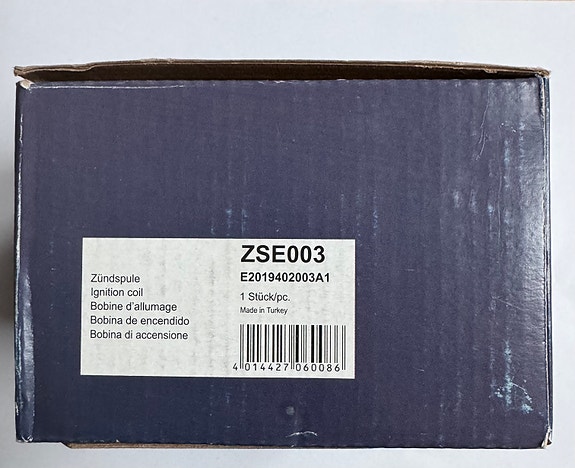 Zündspule
Ignition coil
Bobine d'allumage
Bobina de encendido
Bobina di accensione
ZSE003
E2019402003A1
1 Stück/pc.
Made in Turkey
4 014427 060086